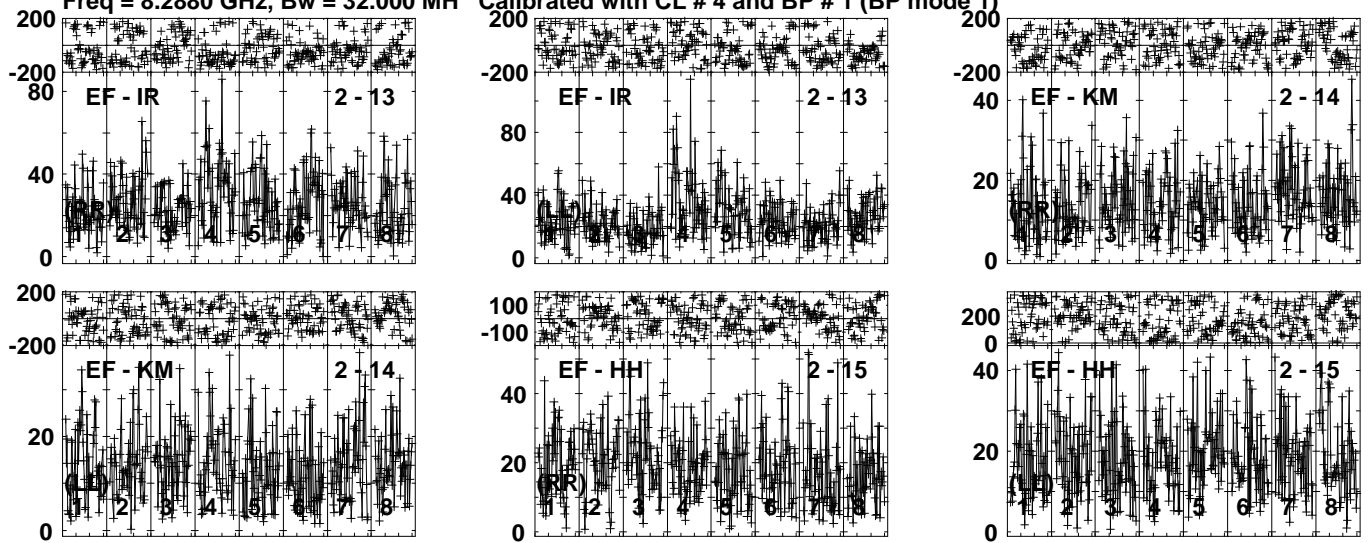 Freq = 8.2880 GHz, Bw = 32.000 MH Calibrated with CL # 4 and BP # 1 (BP mode 1)
200
-200
80
40
0
EF - IR 2 - 13
(RR)
1 2 3 4 5 6 7 8
80
40
0
EF - IR 2 - 13
(LL)
1 2 3 4 5 6 7 8
200
-200
40
20
0
EF - KM 2 - 14
(RR)
1 2 3 4 5 6 7 8
200
-200
20
0
EF - KM 2 - 14
(LL)
1 2 3 4 5 6 7 8
100
-100
40
20
0
EF - HH 2 - 15
(RR)
1 2 3 4 5 6 7 8
200
0
40
20
0
EF - HH 2 - 15
(LL)
1 2 3 4 5 6 7 8